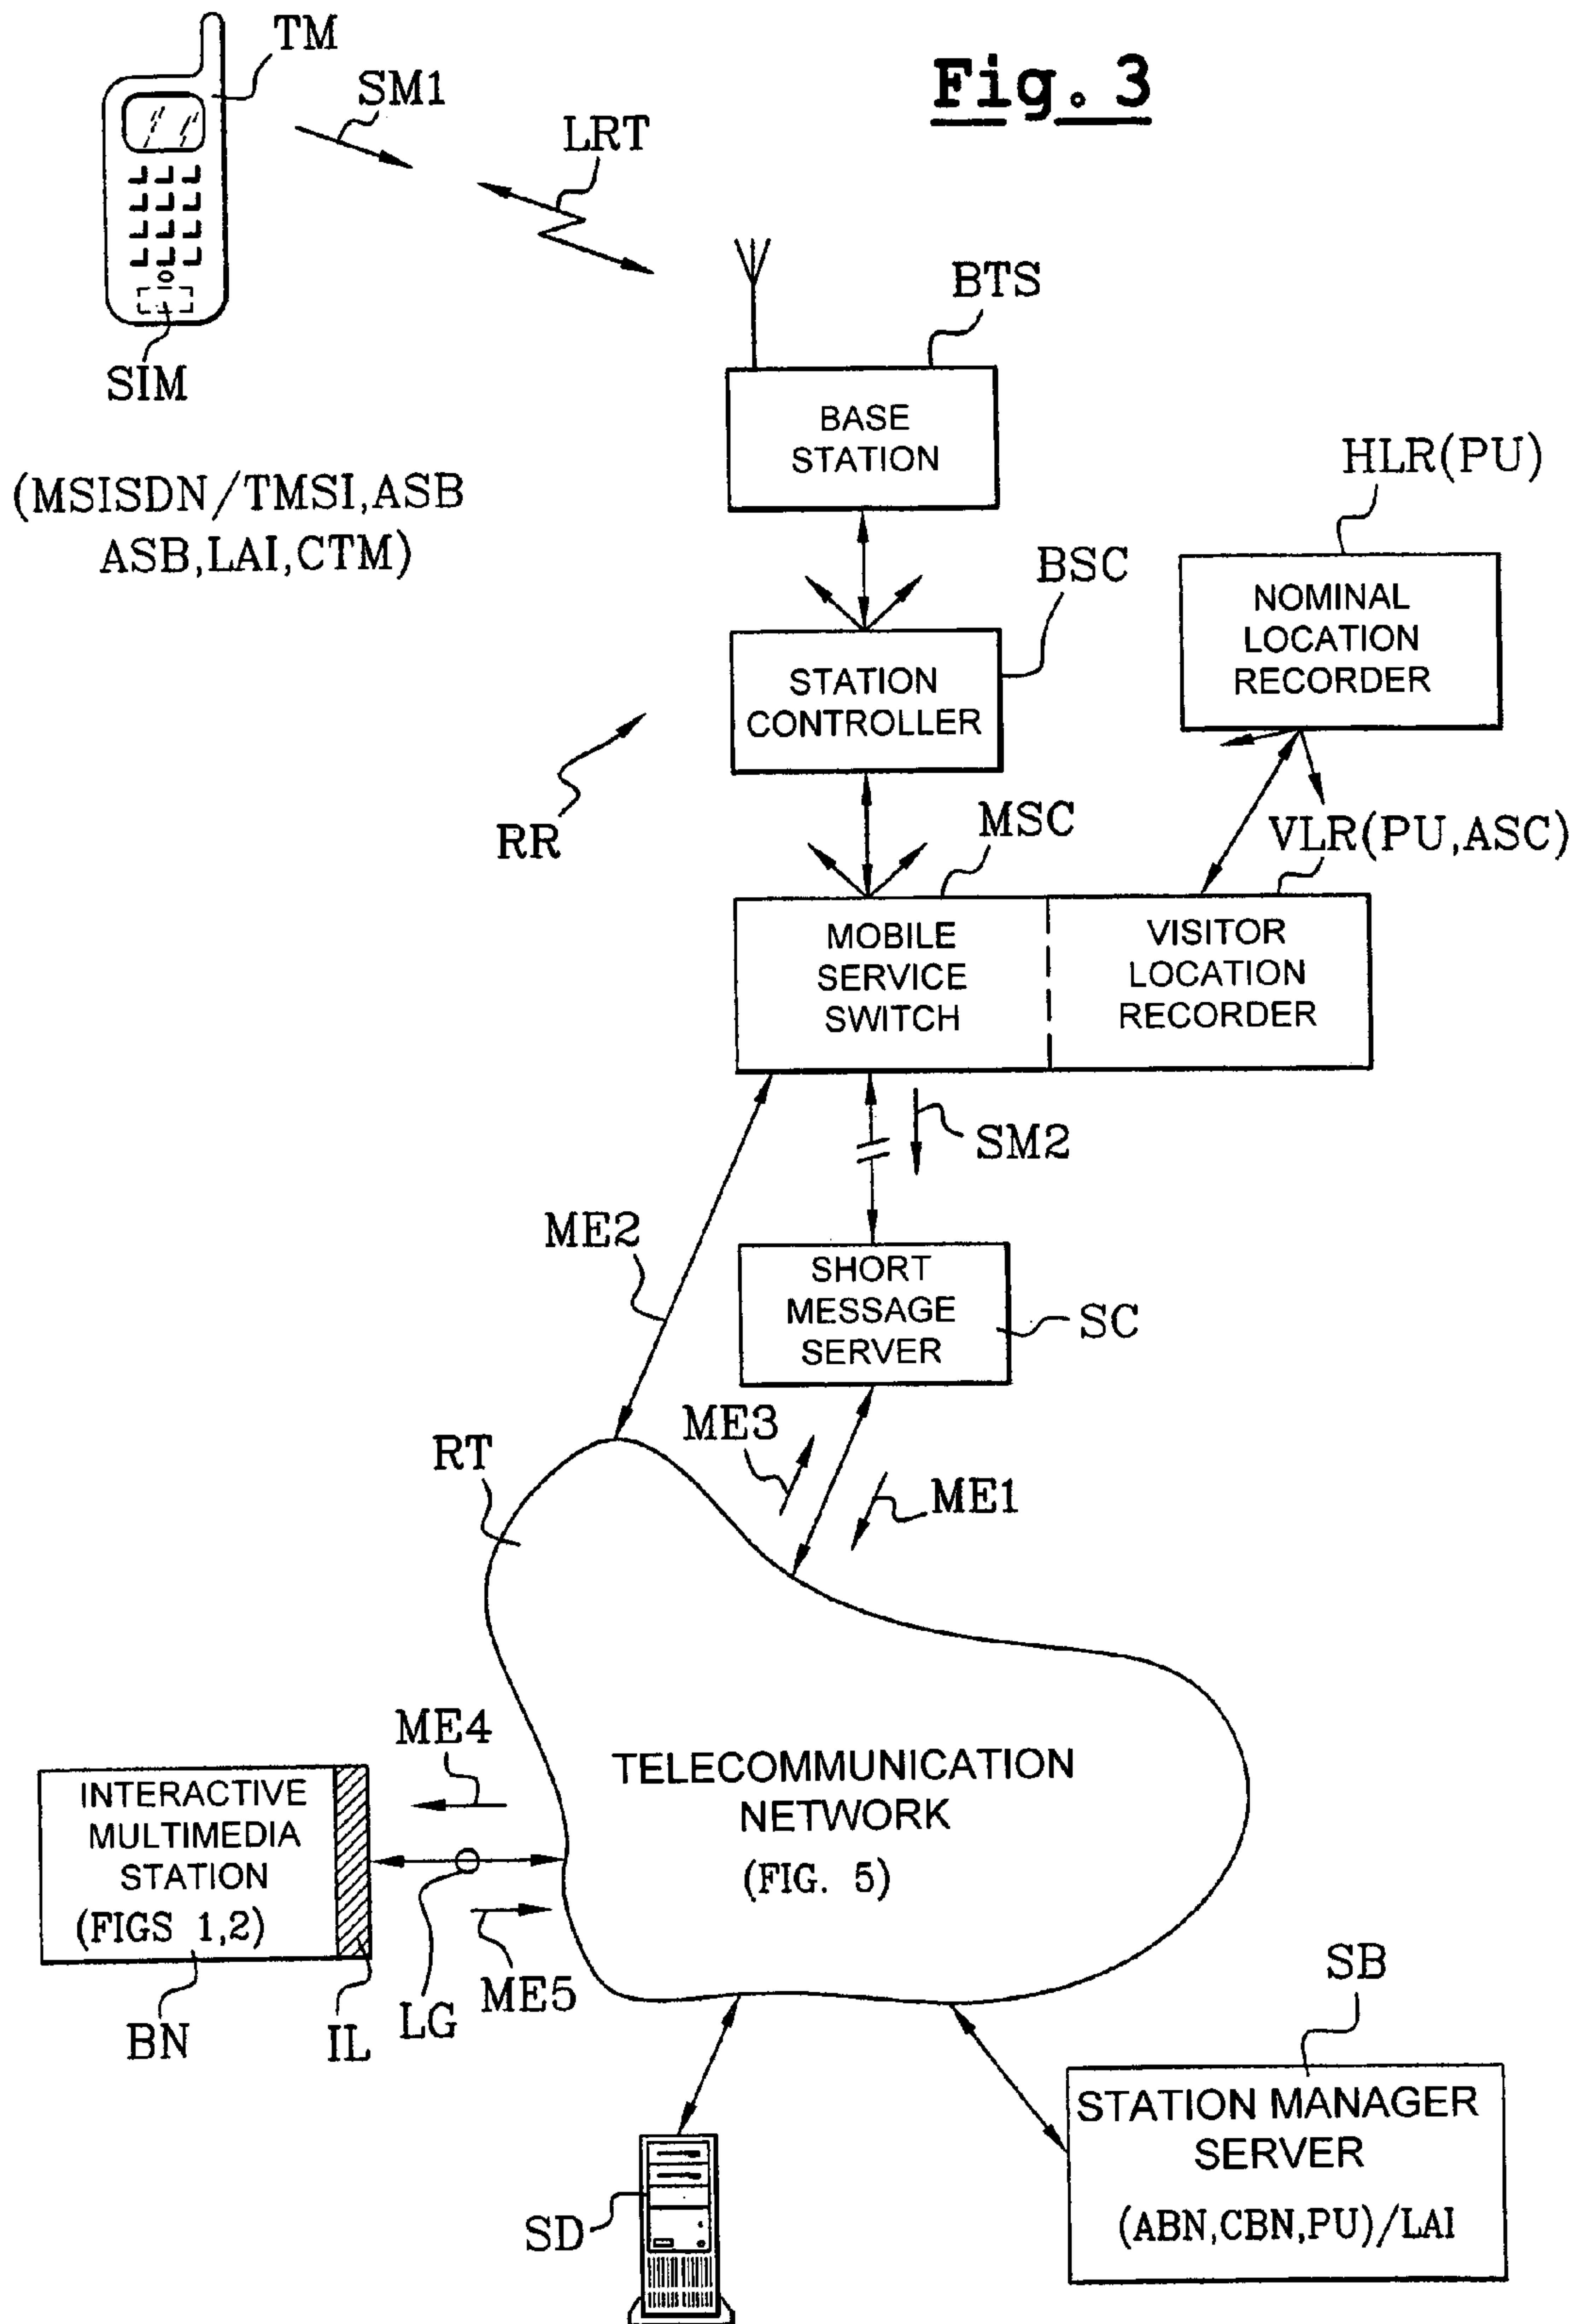 TM
Fig. 3
SM1
LRT
BTS
SIM
BASE
STATION
HLR(PU)
(MSISDN/TMSI,ASB
ASB,LAI,CTM)
BSC
NOMINAL
LOCATION
RECORDER
STATION
CONTROLLER
RR
MSC
VLR(PU,ASC)
MOBILE
SERVICE
SWITCH
VISITOR
LOCATION
RECORDER
SM2
ME2
SHORT
MESSAGE
SERVER
SC
ME3
RT
ME1
ME4
TELECOMMUNICATION
NETWORK
(FIG. 5)
INTERACTIVE
MULTIMEDIA
STATION
(FIGS 1,2)
BN
IL
LG
ME5
SB
STATION MANAGER
SERVER
(ABN,CBN,PU)/LAI
SD